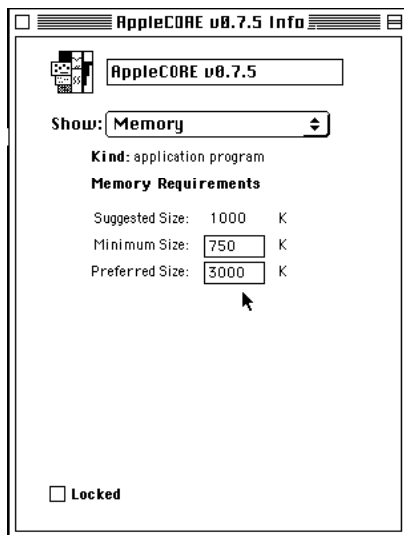 AppleCORE v0.7.5 Info
AppleCORE v0.7.5
Show: Memory
Kind: application program
Memory Requirements
Suggested Size: 1000 K
Minimum Size: 750 K
Preferred Size: 3000 K
Locked